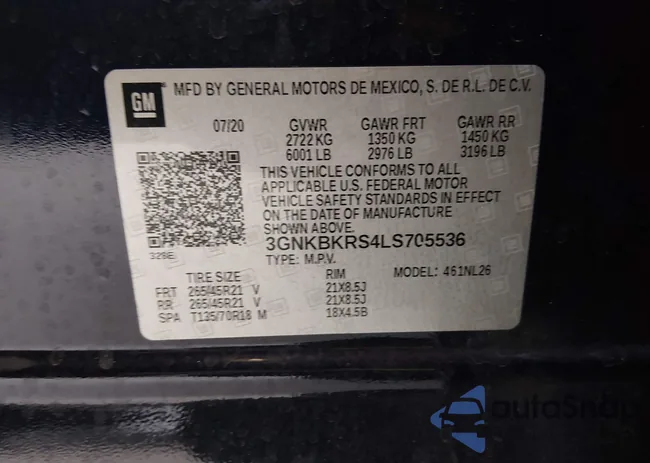 GM
MFD BY GENERAL MOTORS DE MEXICO, S. DE R.L. DE C.V.
07/20 GVWR GAWR FRT GAWR RR
2722 KG 1350 KG 1450 KG
6001 LB 2976 LB 3196 LB
THIS VEHICLE CONFORMS TO ALL
APPLICABLE U.S. FEDERAL MOTOR
VEHICLE SAFETY STANDARDS IN EFFECT
ON THE DATE OF MANUFACTURE
SHOWN ABOVE.
3GNKBKRS4LS705536
328E
TYPE: M.P.V. MODEL: 461NL26
TIRE SIZE RIM
FRT 265/45R21 V 21X8.5J
RR 265/45R21 V 21X8.5J
SPA T135/70R18 M 18X4.5B
autoSna